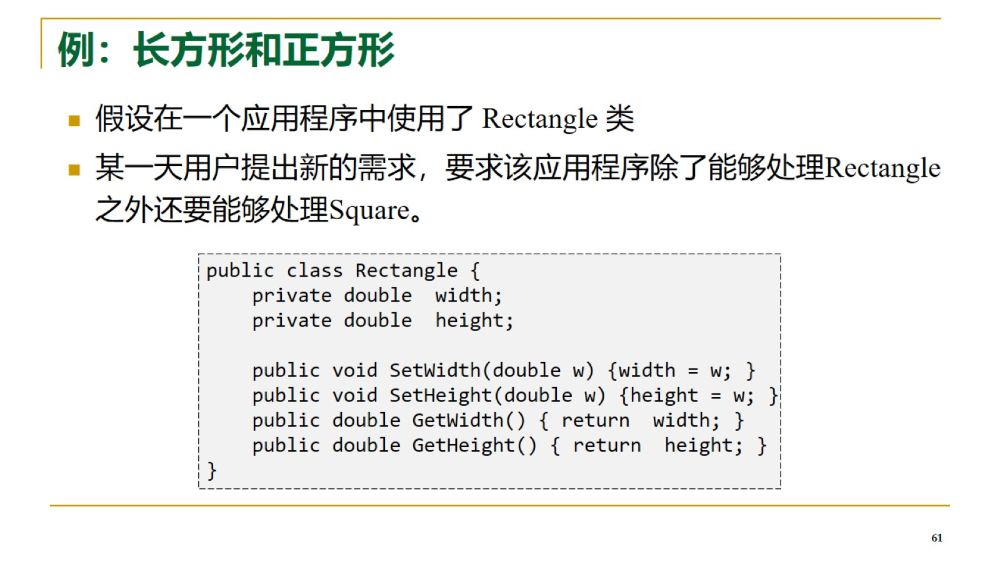 例：长方形和正方形
假设在一个应用程序中使用了 Rectangle 类
某一天用户提出新的需求，要求该应用程序除了能够处理Rectangle
之外还要能够处理Square。
public class Rectangle {
    private double  width;
    private double  height;

    public void SetWidth(double w) {width = w; }
    public void SetHeight(double w) {height = w; }
    public double GetWidth() { return  width; }
    public double GetHeight() { return  height; }
}
61